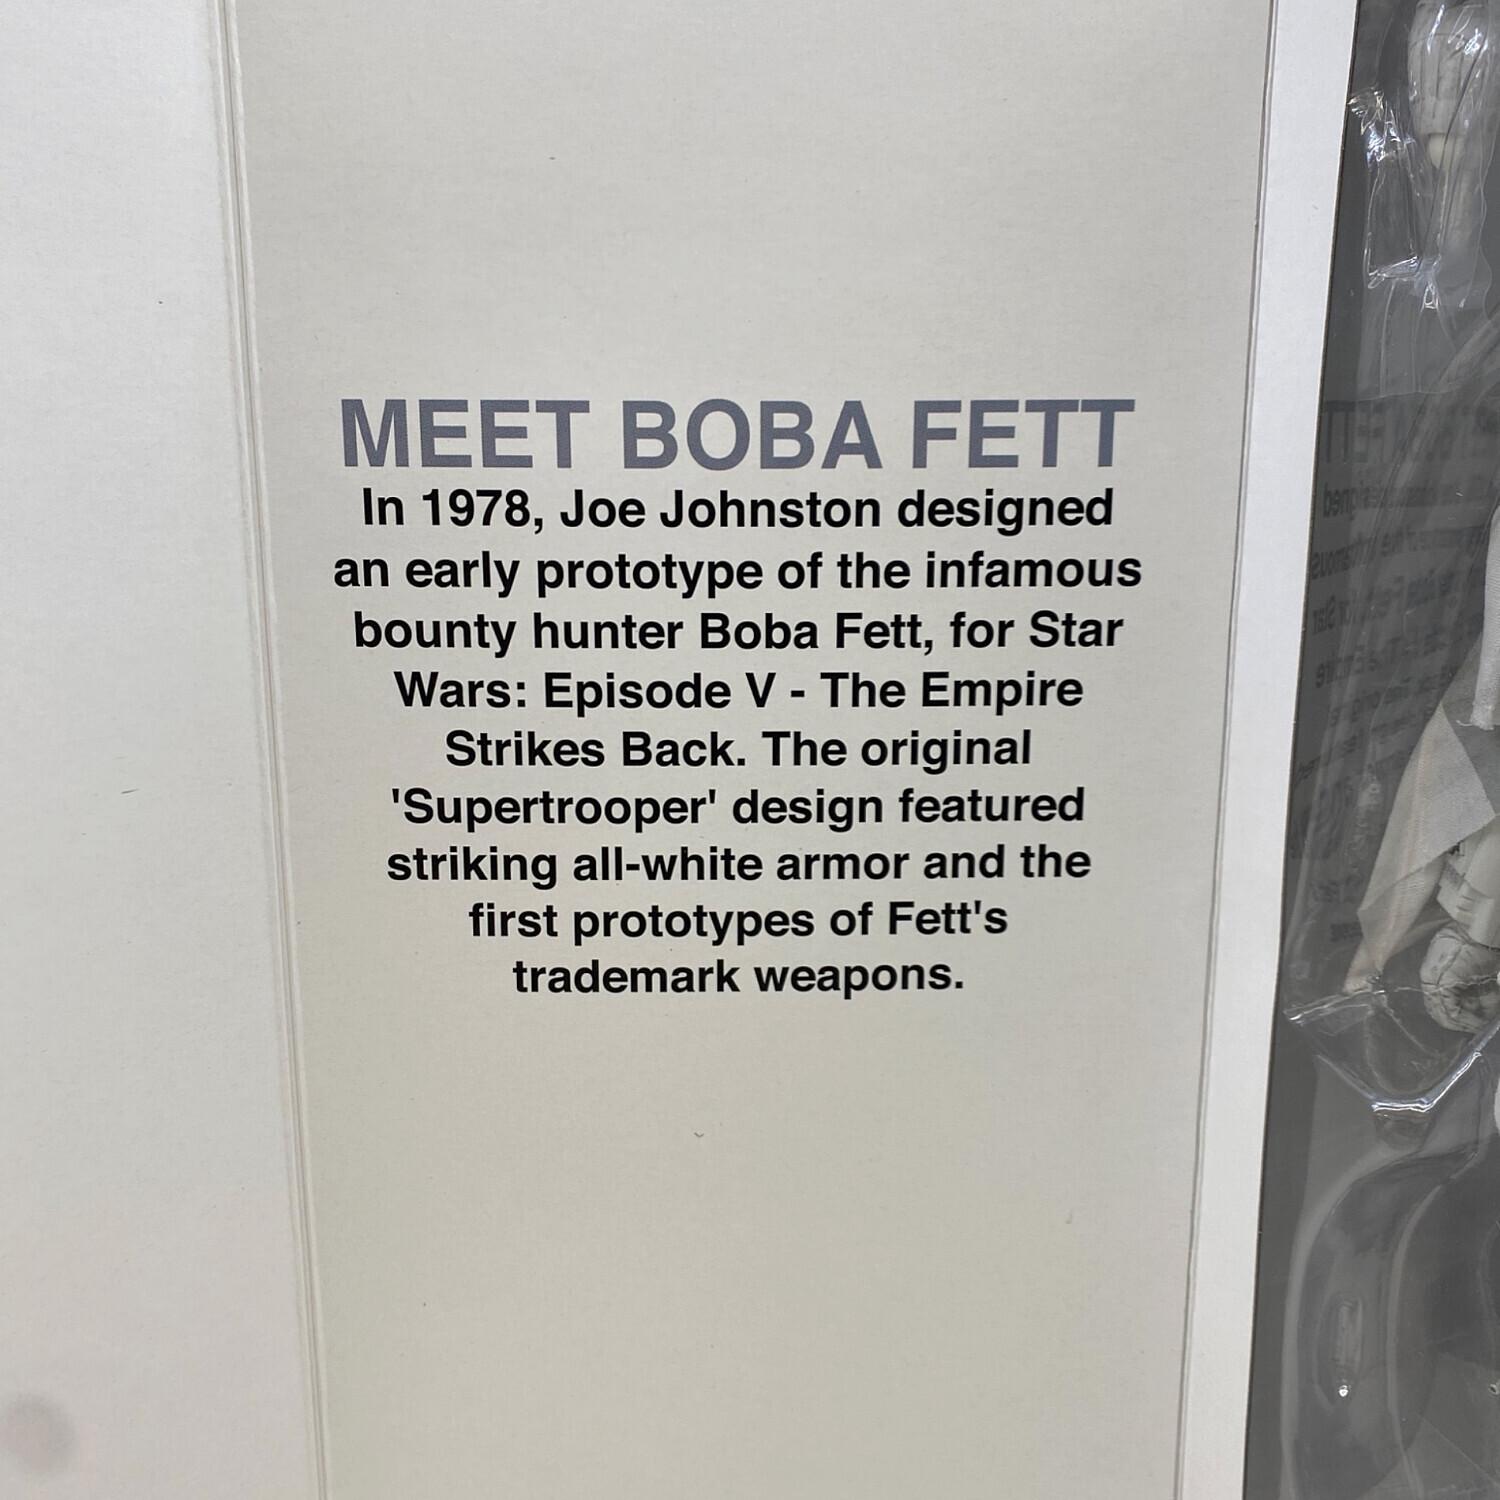 MEET BOBA FETT
In 1978, Joe Johnston designed
an early prototype of the infamous
bounty hunter Boba Fett, for Star
Wars: Episode V - The Empire
Strikes Back. The original
'Supertrooper' design featured
striking all-white armor and the
first prototypes of Fett's
trademark weapons.